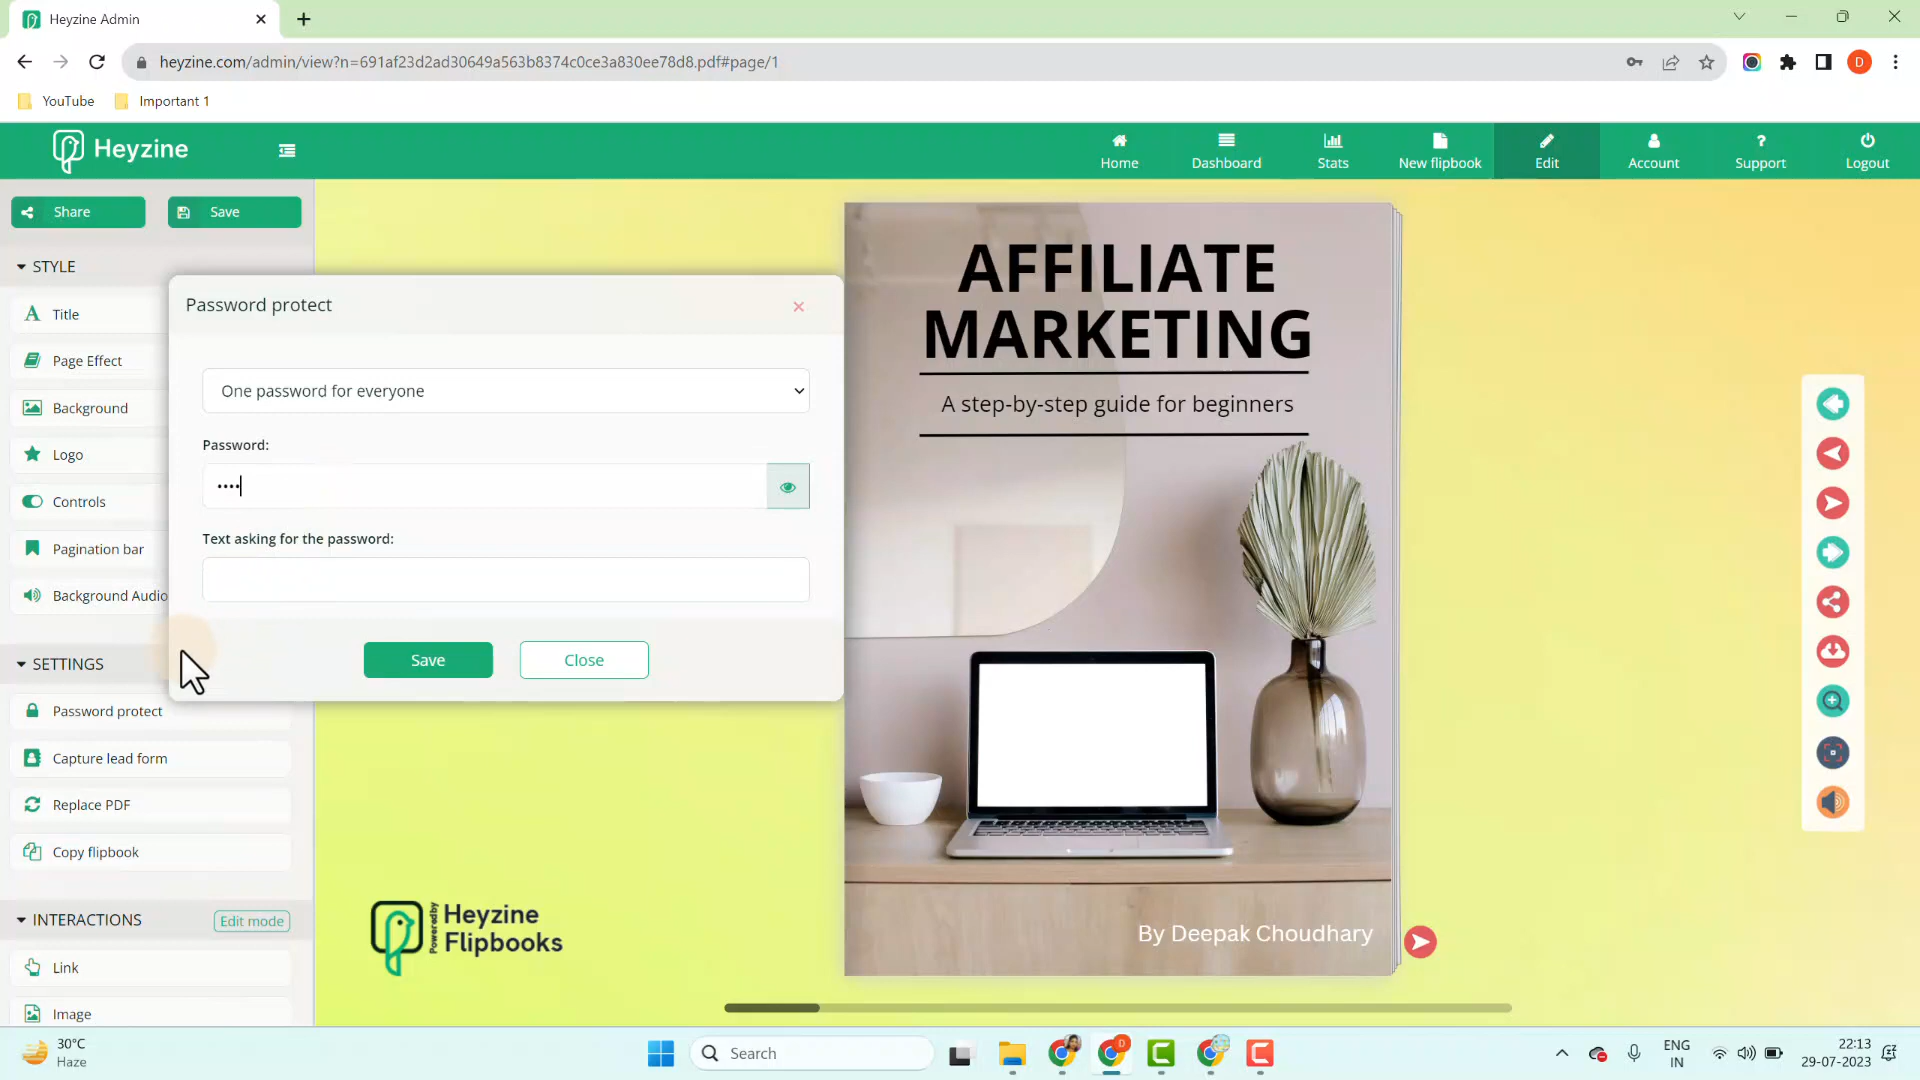 Heyzine Admin
heyzine.com/admin/view?n=691af23d2ad30649a563b8374c0ce3a830ee78d8.pdf#page/1
D
YouTube
Important 1
Heyzine
Home
Dashboard
Stats
New flipbook
Edit
Account
Support
Logout
Share
Save
STYLE
Title
Page Effect
Background
Logo
Controls
Pagination bar
Background Audio
Password protect
One password for everyone
Password:
Text asking for the password:
Save
Close
SETTINGS
Password protect
Capture lead form
Replace PDF
Copy flipbook
INTERACTIONS
Edit mode
Link
Image
AFFILIATE
MARKETING
A step-by-step guide for beginners
By Deepak Choudhary
Powered by
Heyzine
Flipbooks
30°C
Haze
Search
D
ENG
IN
22:13
29-07-2023